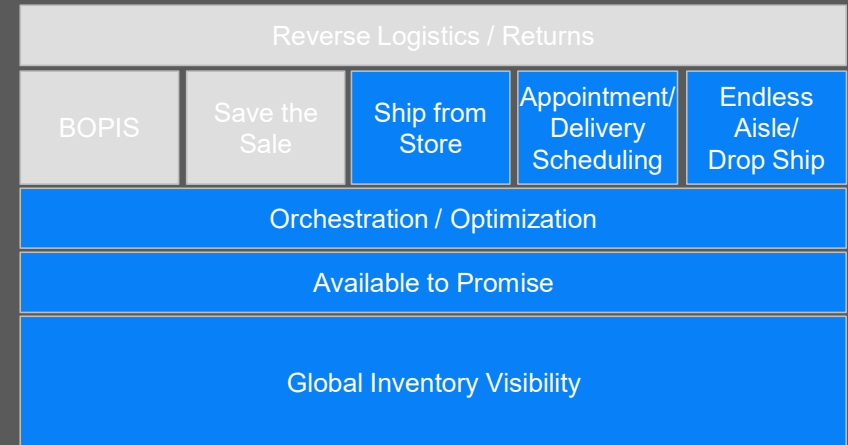 Reverse Logistics / Returns
BOPIS
Save the
Sale
Ship from
Store
Appointment/
Delivery
Scheduling
Endless
Aisle/
Drop Ship
Orchestration / Optimization
Available to Promise
Global Inventory Visibility